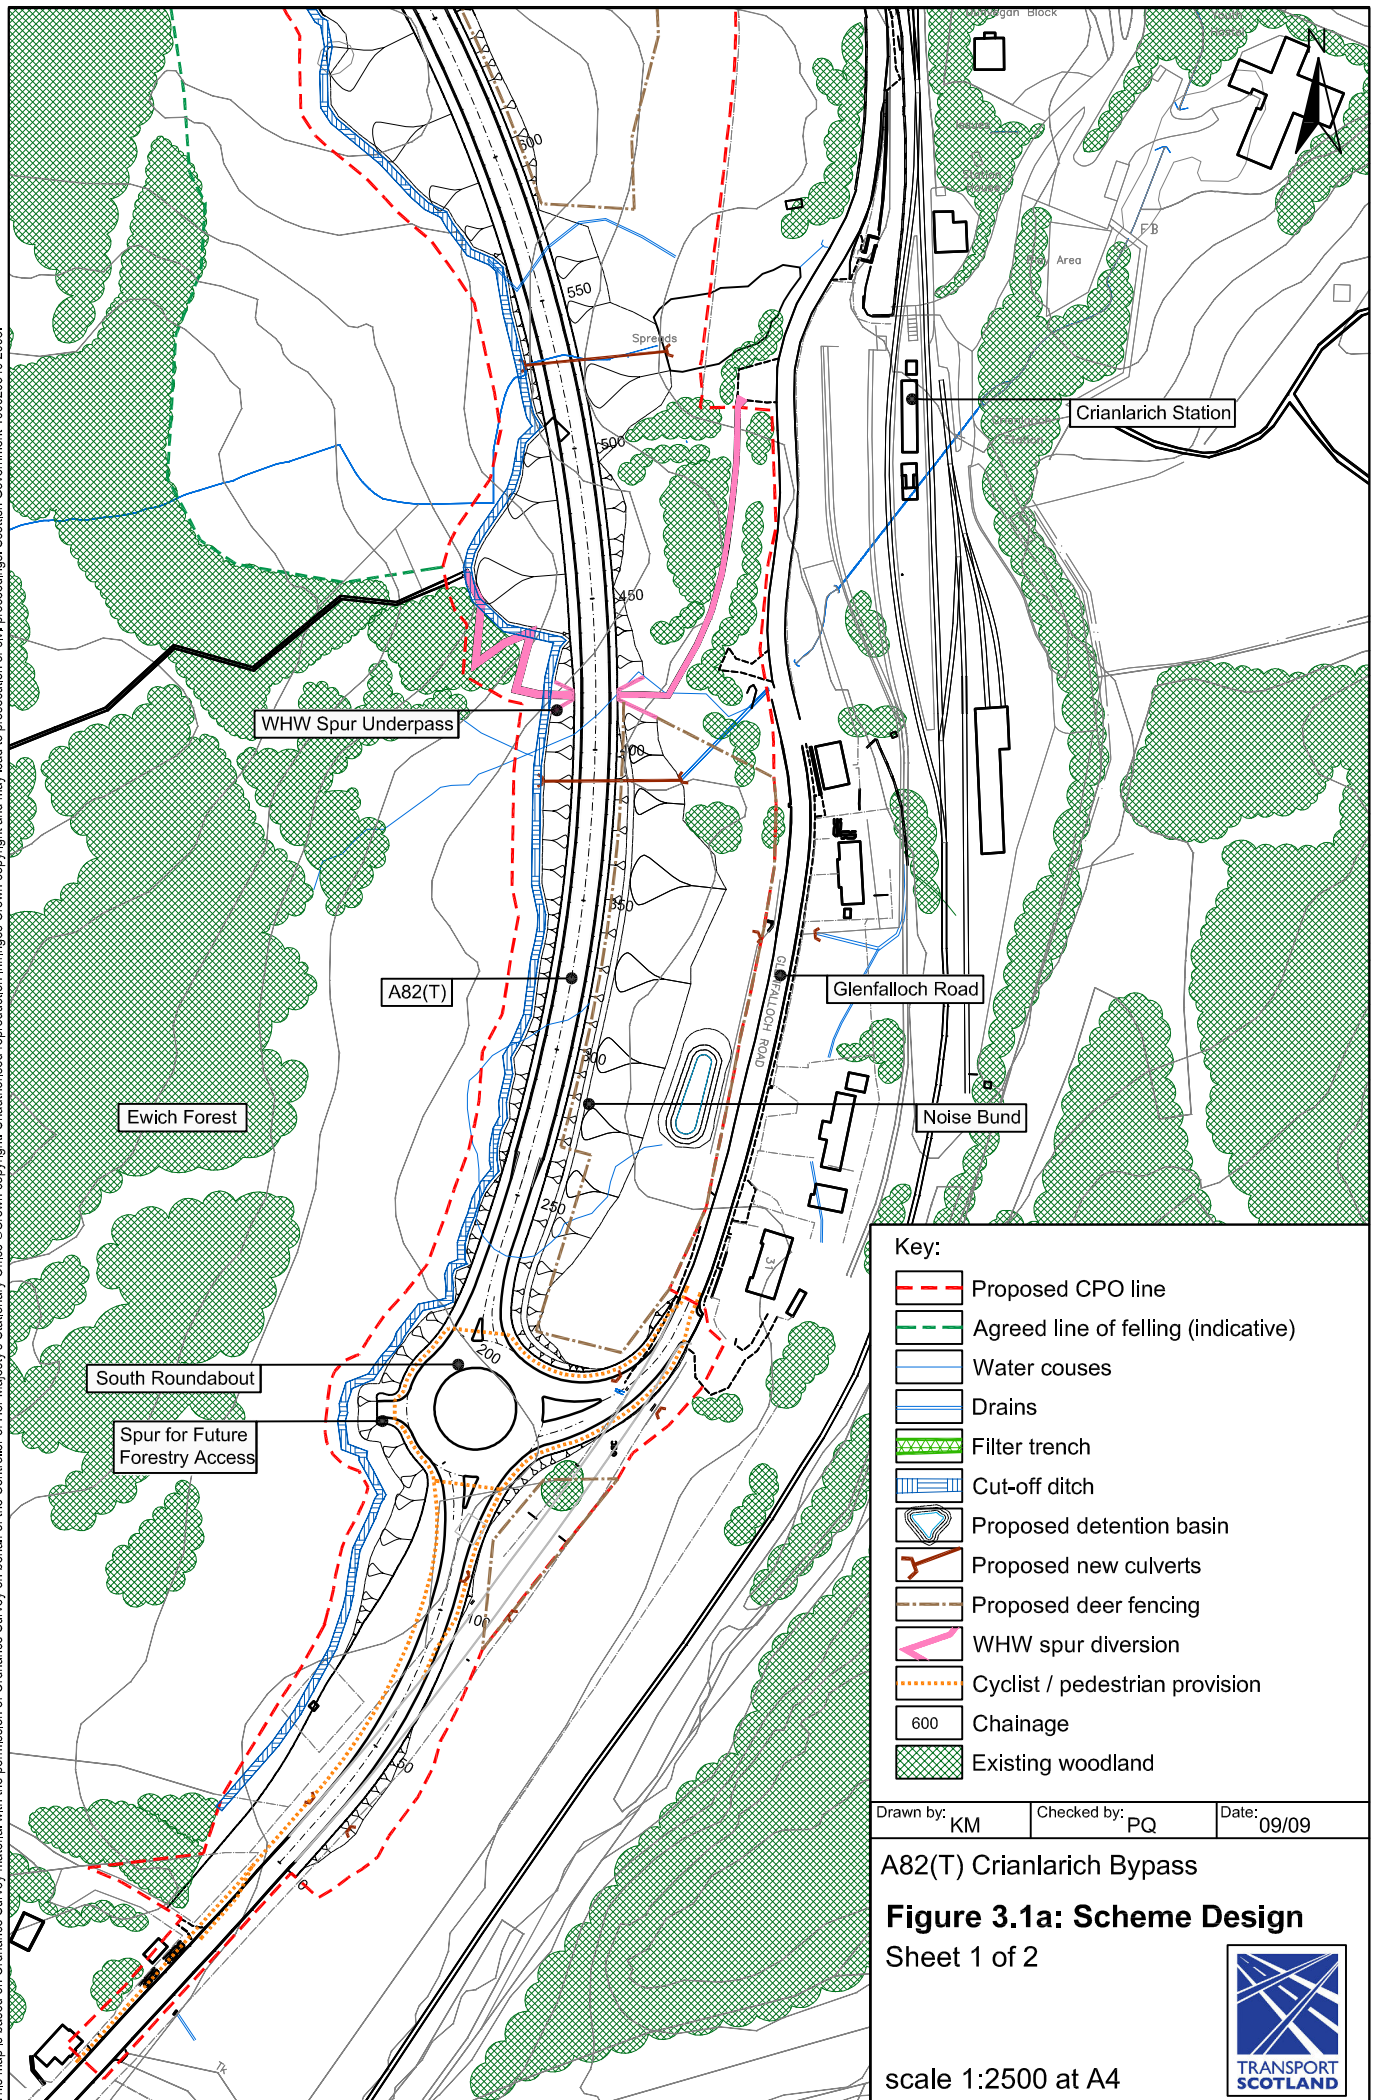 N
FB
Area
600
550
Spreads
Crianlarich Station
500
450
WHW Spur Underpass
400
350
A82(T)
GLENFALLOCH ROAD
Glenfalloch Road
300
Ewich Forest
Noise Bund
250
31
200
South Roundabout
Spur for Future
Forestry Access
100
50
0
Tk
Key:
Proposed CPO line
Agreed line of felling (indicative)
Water couses
Drains
Filter trench
Cut-off ditch
Proposed detention basin
Proposed new culverts
Proposed deer fencing
WHW spur diversion
Cyclist / pedestrian provision
600 Chainage
Existing woodland
Drawn by: KM Checked by: PQ Date: 09/09
A82(T) Crianlarich Bypass
Figure 3.1a: Scheme Design
Sheet 1 of 2
scale 1:2500 at A4
TRANSPORT
SCOTLAND